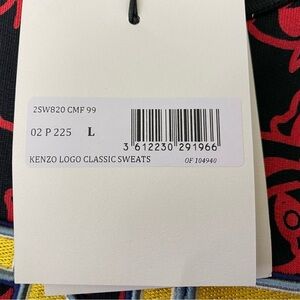 2SW820 CMF 99
02 P 225 L
3 612230 291966
KENZO LOGO CLASSIC SWEATS
OF 104940